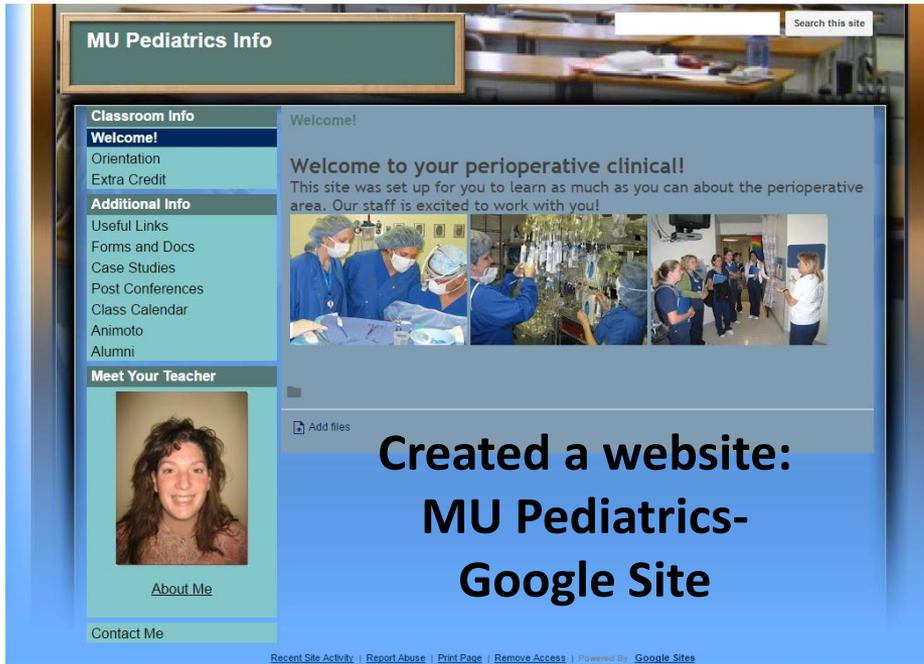 MU Pediatrics Info
Search this site
Classroom Info
Welcome!
Orientation
Extra Credit
Additional Info
Useful Links
Forms and Docs
Case Studies
Post Conferences
Class Calendar
Animoto
Alumni
Meet Your Teacher
About Me
Contact Me
Welcome!
Welcome to your perioperative clinical!
This site was set up for you to learn as much as you can about the perioperative
area. Our staff is excited to work with you!
Add files
Created a website:
MU Pediatrics-
Google Site
Recent Site Activity | Report Abuse | Print Page | Remove Access | Powered By Google Sites